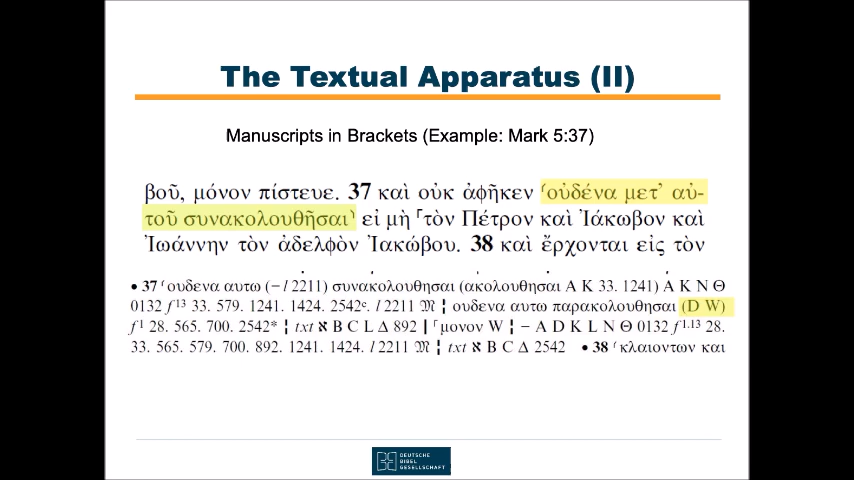 The Textual Apparatus (II)
Manuscripts in Brackets (Example: Mark 5:37)
βοῦ, μόνον πίστευε. 37 καὶ οὐκ ἀφῆκεν ⸂οὐδένα μετ’ αὐ-
τοῦ συνακολουθῆσαι⸃ εἰ μὴ ⸀τὸν Πέτρον καὶ Ἰάκωβον καὶ
Ἰωάννην τὸν ἀδελφὸν Ἰακώβου. 38 καὶ ἔρχονται εἰς τὸν
• 37 ⸂ουδενα αυτω (− l 2211) συνακολουθησαι (ακολουθησαι A K 33. 1241) A K N Θ
0132 f¹³ 33. 579. 1241. 1424. 2542ᶜ. l 2211 𝔐 ¦ ουδενα αυτω παρακολουθησαι (D W)
f¹ 28. 565. 700. 2542* ¦ txt ℵ B C L Δ 892 | ⸀μονον W ¦ − A D K L N Θ 0132 f¹·¹³ 28.
33. 565. 579. 700. 892. 1241. 1424. l 2211 𝔐 ¦ txt ℵ B C Δ 2542 • 38 ⸂κλαιοντων και
DEUTSCHE
BIBEL
GESELLSCHAFT